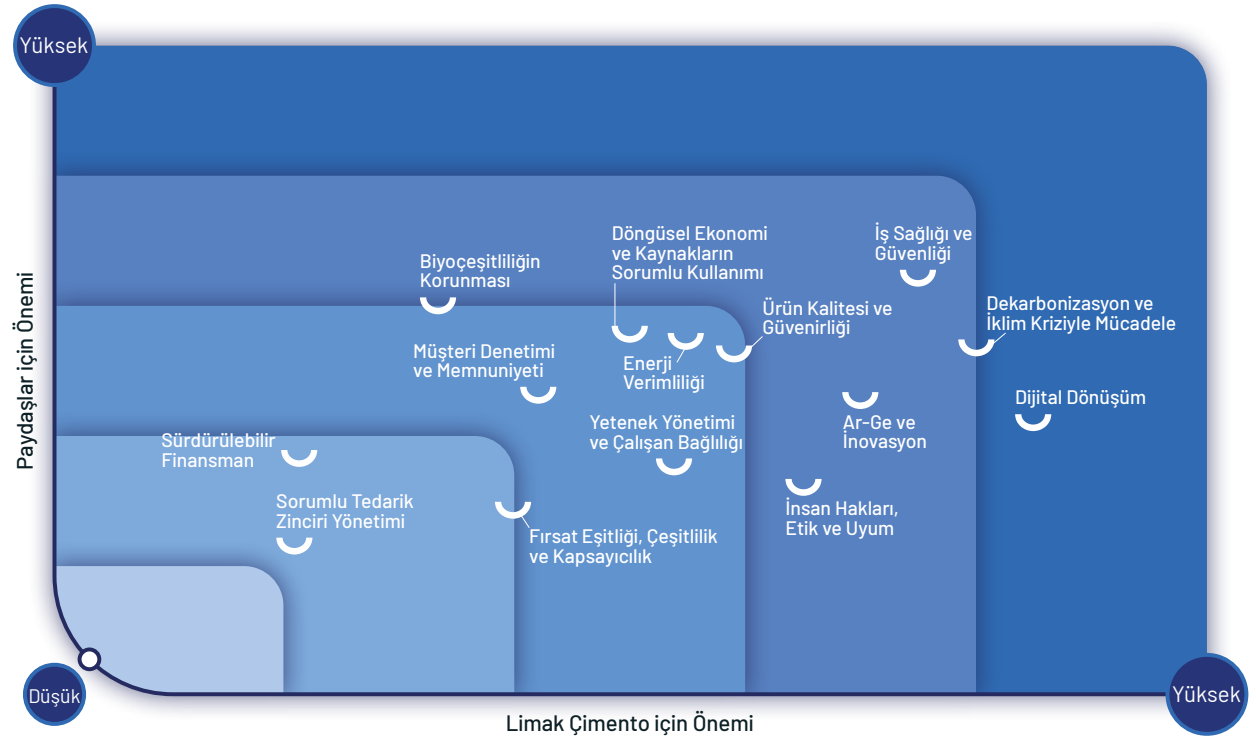 Yüksek
Paydaşlar için Önemi
Biyoçeşitliliğin
Korunması
Döngüsel Ekonomi
ve Kaynakların
Sorumlu Kullanımı
İş Sağlığı ve
Güvenliği
Ürün Kalitesi ve
Güvenirliği
Dekarbonizasyon ve
İklim Kriziyle Mücadele
Müşteri Denetimi
ve Memnuniyeti
Enerji
Verimliliği
Dijital Dönüşüm
Yetenek Yönetimi
ve Çalışan Bağlılığı
Ar-Ge ve
İnovasyon
Sürdürülebilir
Finansman
Sorumlu Tedarik
Zinciri Yönetimi
İnsan Hakları,
Etik ve Uyum
Fırsat Eşitliği, Çeşitlilik
ve Kapsayıcılık
Düşük
Yüksek
Limak Çimento için Önemi